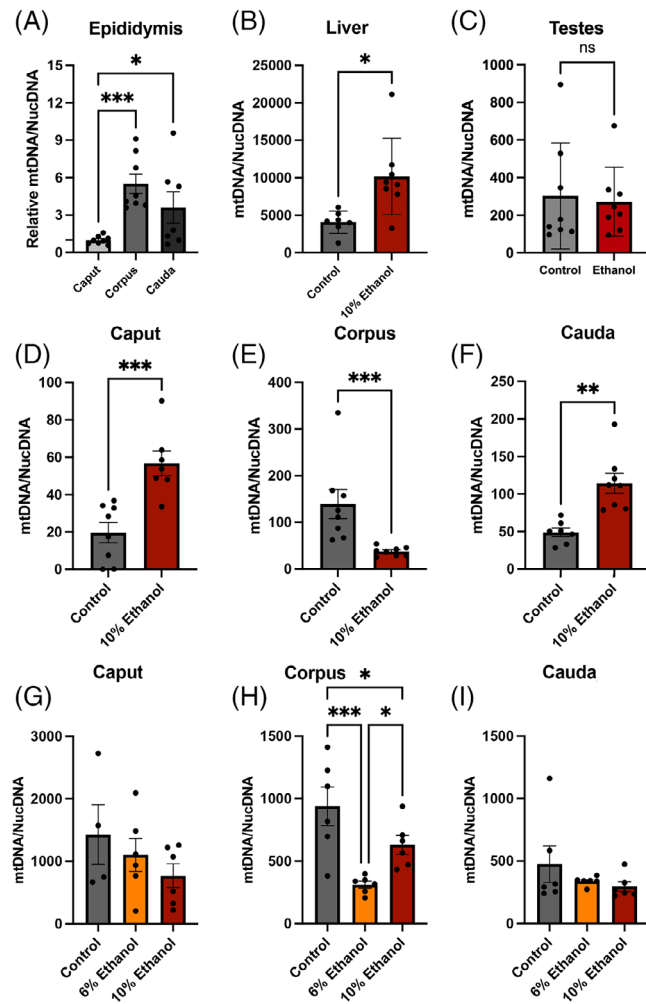 (A)
Epididymis
*
***
Relative mtDNA/NucDNA
15
12
9
6
3
1
0
Caput
Corpus
Cauda
(B)
Liver
*
mtDNA/NucDNA
25000
20000
15000
10000
5000
0
Control
10% Ethanol
(C)
Testes
ns
mtDNA/NucDNA
1000
800
600
400
200
0
Control
Ethanol
(D)
Caput
***
mtDNA/NucDNA
100
80
60
40
20
0
Control
10% Ethanol
(E)
Corpus
***
mtDNA/NucDNA
400
300
200
100
0
Control
10% Ethanol
(F)
Cauda
**
mtDNA/NucDNA
250
200
150
100
50
0
Control
10% Ethanol
(G)
Caput
mtDNA/NucDNA
3000
2000
1000
0
Control
6% Ethanol
10% Ethanol
(H)
Corpus
*
***
*
mtDNA/NucDNA
1500
1000
500
0
Control
6% Ethanol
10% Ethanol
(I)
Cauda
mtDNA/NucDNA
1500
1000
500
0
Control
6% Ethanol
10% Ethanol